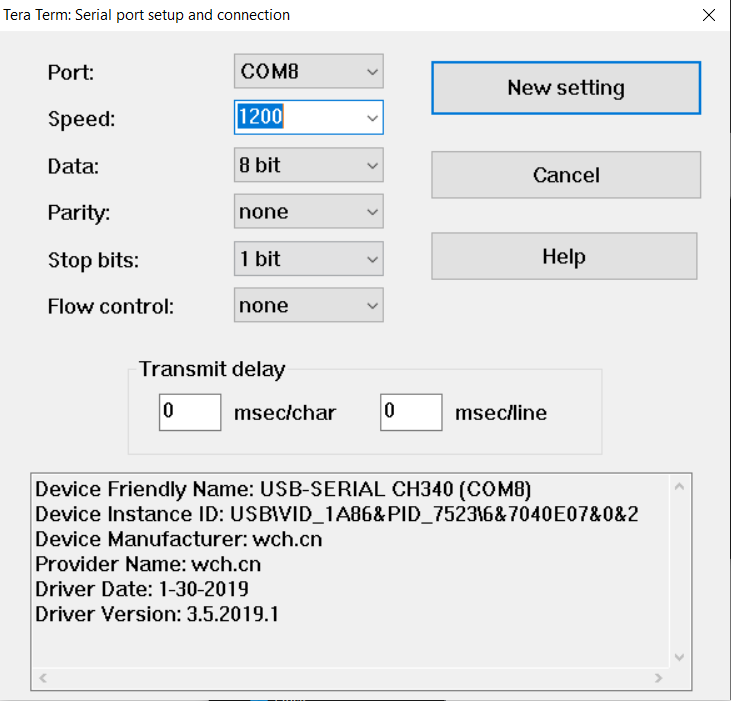 Tera Term: Serial port setup and connection
Port: COM8 New setting
Speed: 1200
Data: 8 bit Cancel
Parity: none
Stop bits: 1 bit Help
Flow control: none
Transmit delay
0 msec/char 0 msec/line
Device Friendly Name: USB-SERIAL CH340 (COM8)
Device Instance ID: USB\VID_1A86&PID_7523\6&7040E07&0&2
Device Manufacturer: wch.cn
Provider Name: wch.cn
Driver Date: 1-30-2019
Driver Version: 3.5.2019.1